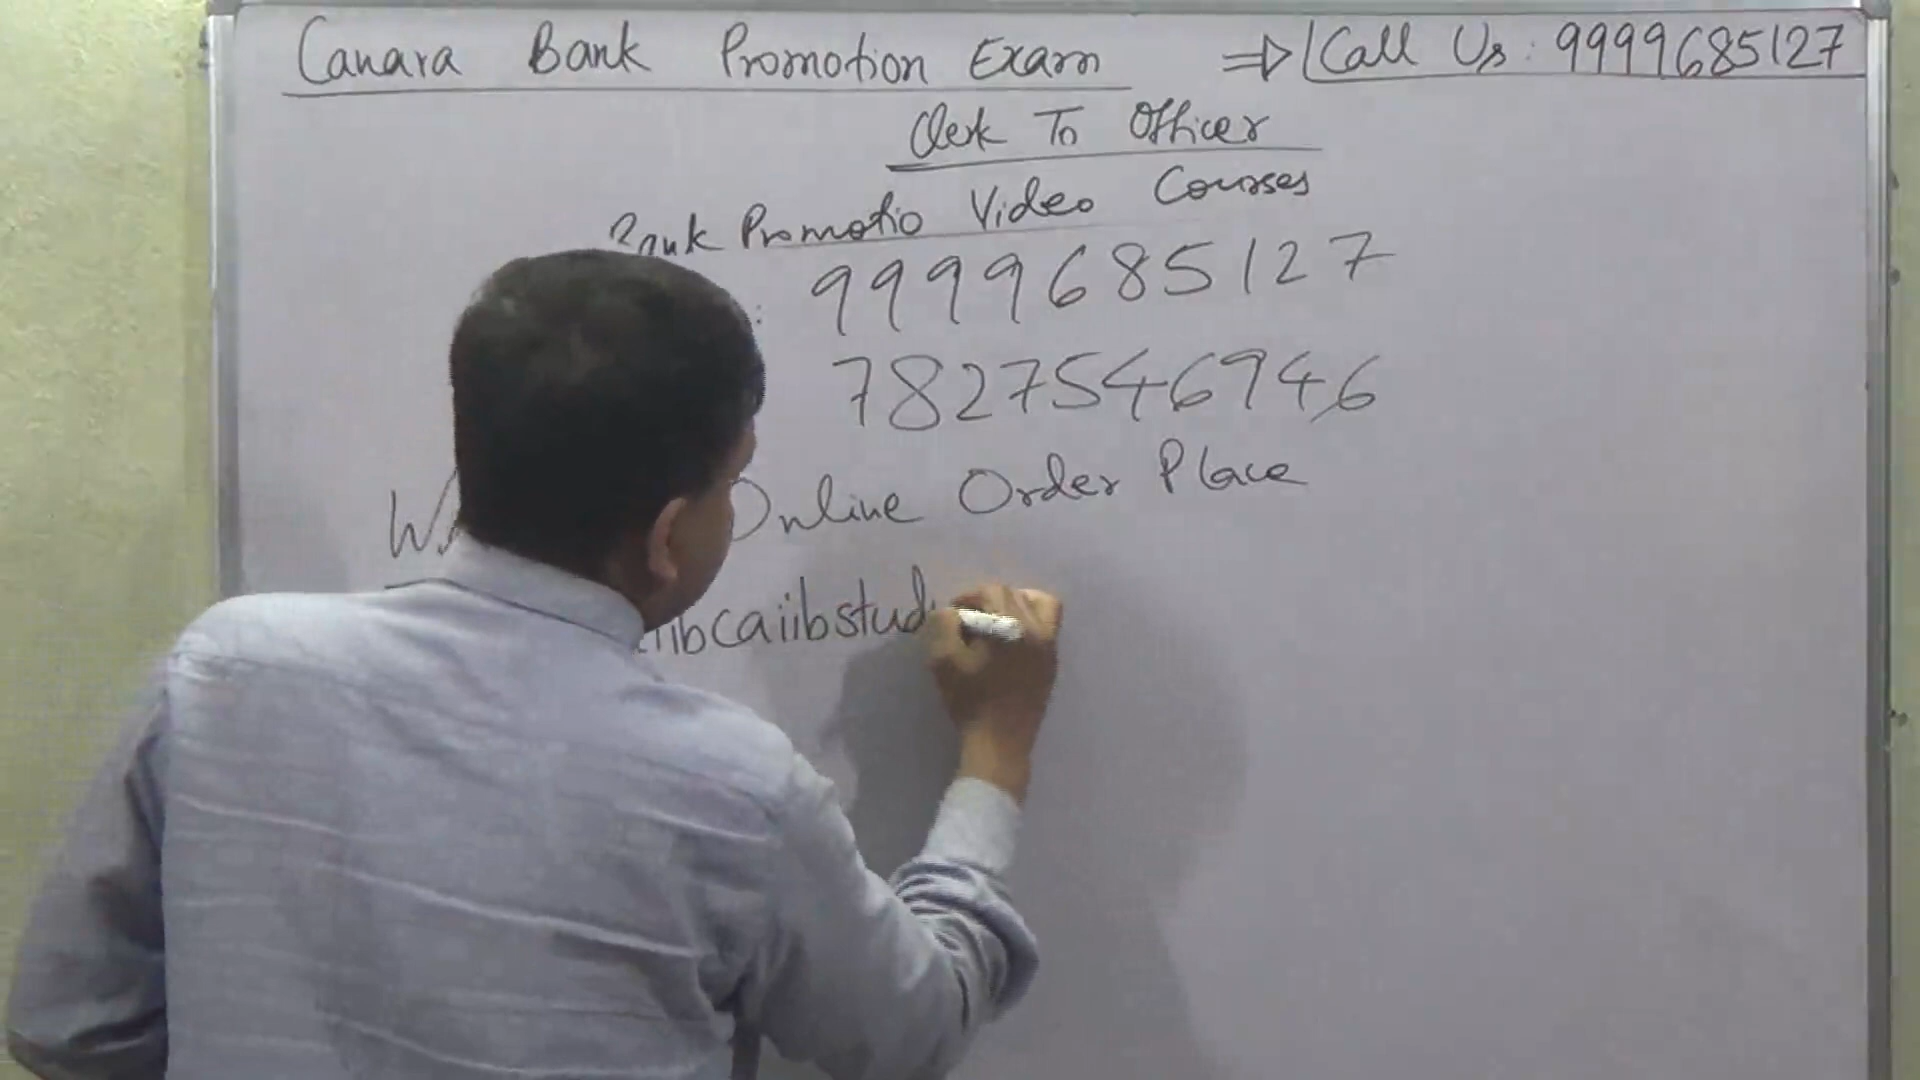 Canara Bank Promotion Exam ⇒ Call Us: 9999685127
Clerk To Officer
Bank Promotio Video Courses
: 9999685127
7827546946
Online Order Place
iibcaiibstud